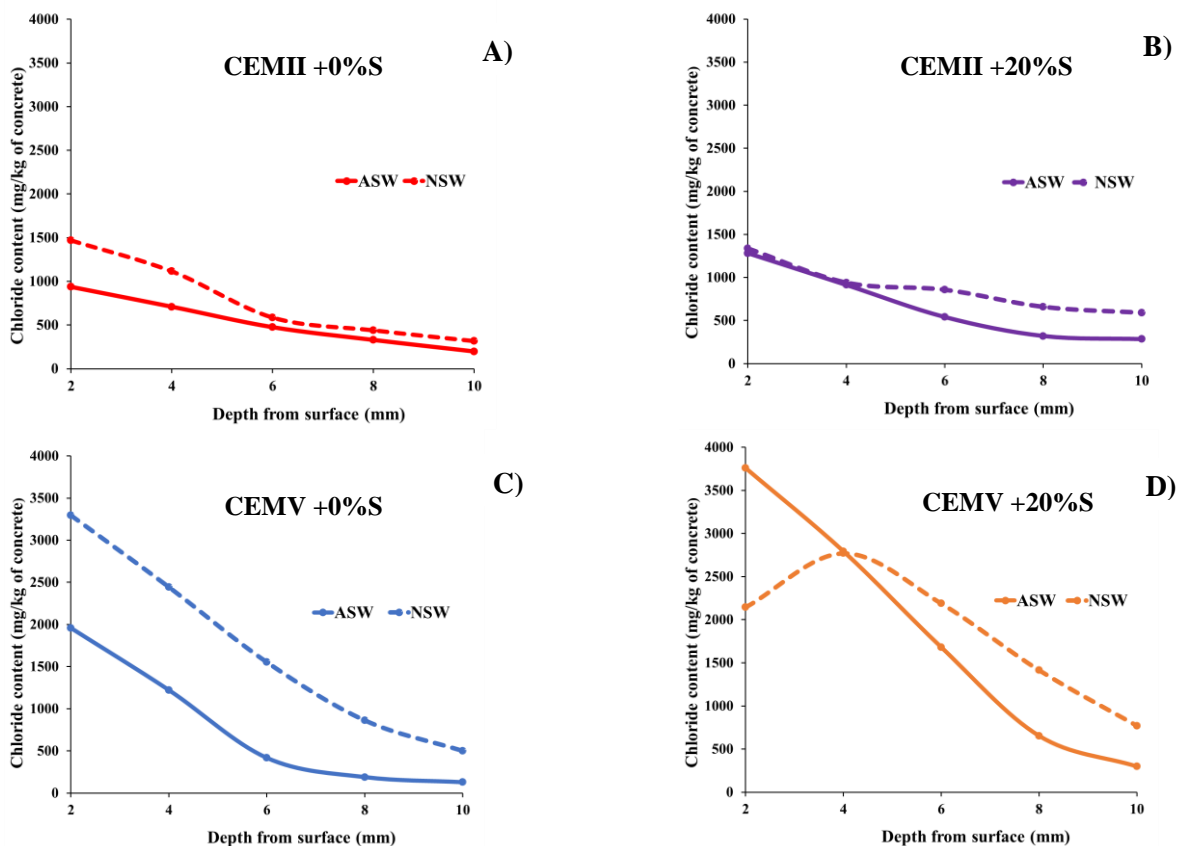 A)
CEMII +0%S
Chloride content (mg/kg of concrete)
4000
3500
3000
2500
2000
1500
1000
500
0
ASW NSW
2 4 6 8 10
Depth from surface (mm)
B)
CEMII +20%S
Chloride content (mg/kg of concrete)
4000
3500
3000
2500
2000
1500
1000
500
0
ASW NSW
2 4 6 8 10
Depth from surface (mm)
C)
CEMV +0%S
Chloride content (mg/kg of concrete)
4000
3500
3000
2500
2000
1500
1000
500
0
ASW NSW
2 4 6 8 10
Depth from surface (mm)
D)
CEMV +20%S
Chloride content (mg/kg of concrete)
4000
3500
3000
2500
2000
1500
1000
500
0
ASW NSW
2 4 6 8 10
Depth from surface (mm)